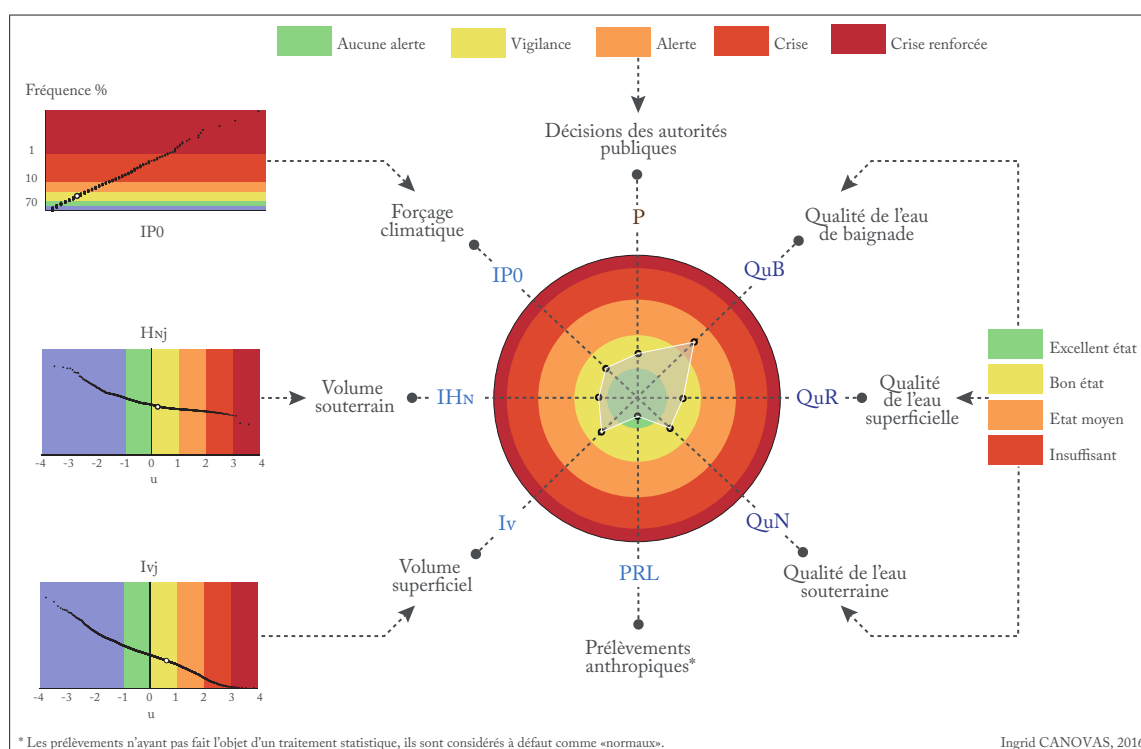 Aucune alerte
Vigilance
Alerte
Crise
Crise renforcée
Fréquence %
1
10
70
IP0
Décisions des autorités
publiques
P
Forçage
climatique
IP0
Qualité de l'eau
de baignade
QuB
HNj
-4 -3 -2 -1 0 1 2 3 4
u
Volume
souterrain
IHN
QuR
Qualité
de l'eau
superficielle
Excellent état
Bon état
Etat moyen
Insuffisant
Iv
QuN
Ivj
-4 -3 -2 -1 0 1 2 3 4
u
Volume
superficiel
PRL
Qualité de l'eau
souterraine
Prélèvements
anthropiques*
* Les prélèvements n'ayant pas fait l'objet d'un traitement statistique, ils sont considérés à défaut comme «normaux».
Ingrid CANOVAS, 2016